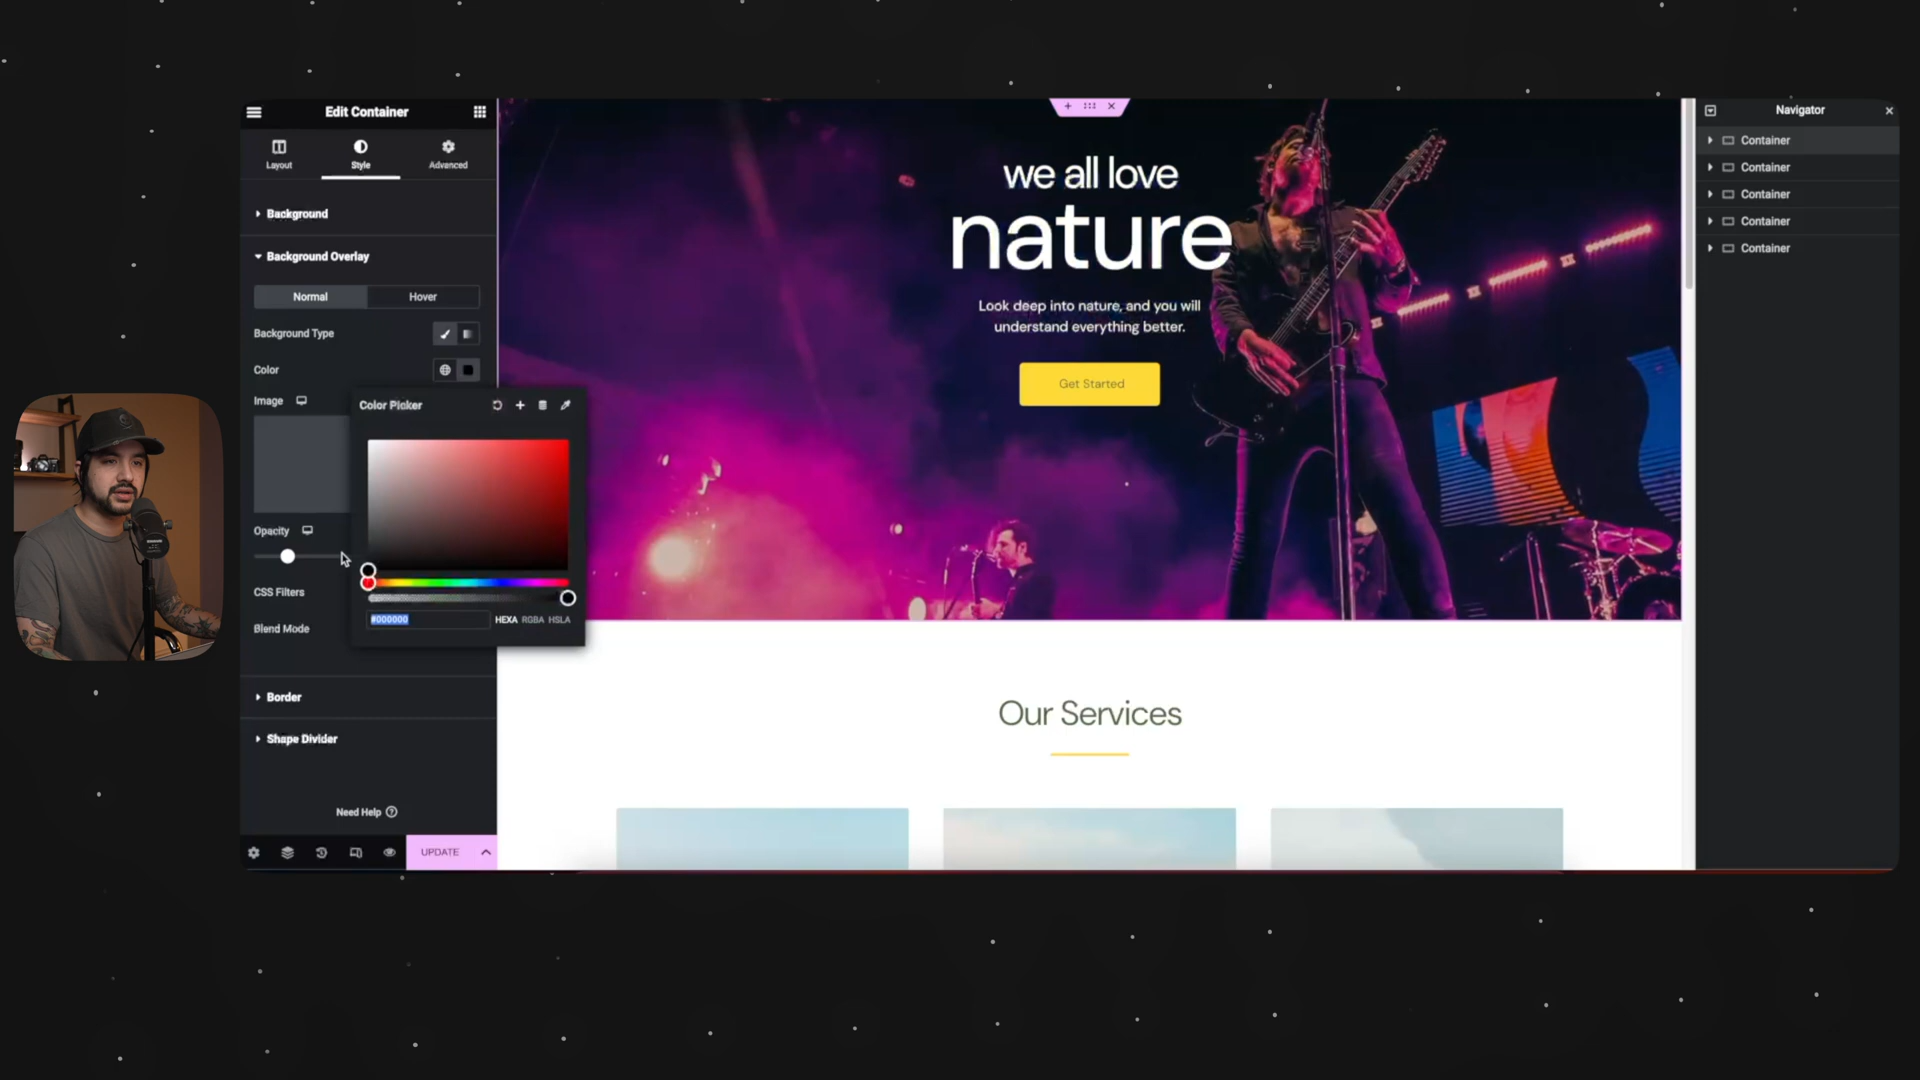 Edit Container
Layout
Style
Advanced
Background
Background Overlay
Normal
Hover
Background Type
Color
Image
Color Picker
Opacity
CSS Filters
#000000
HEXA RGBA HSLA
Blend Mode
Border
Shape Divider
Need Help
UPDATE
we all love
nature
Look deep into nature, and you will
understand everything better.
Get Started
Our Services
Navigator
Container
Container
Container
Container
Container